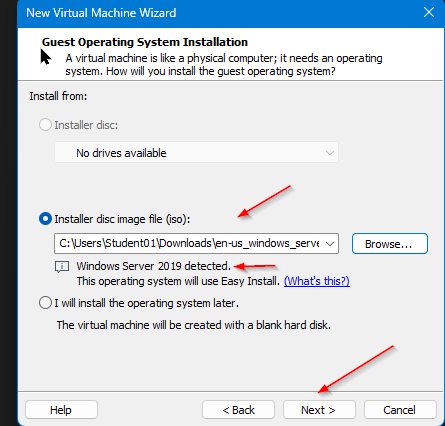 New Virtual Machine Wizard
Guest Operating System Installation
A virtual machine is like a physical computer; it needs an operating
system. How will you install the guest operating system?
Install from:
Installer disc:
No drives available
Installer disc image file (iso):
C:\Users\Student01\Downloads\en-us_windows_serve
Browse...
Windows Server 2019 detected.
This operating system will use Easy Install. (What's this?)
I will install the operating system later.
The virtual machine will be created with a blank hard disk.
Help
< Back
Next >
Cancel